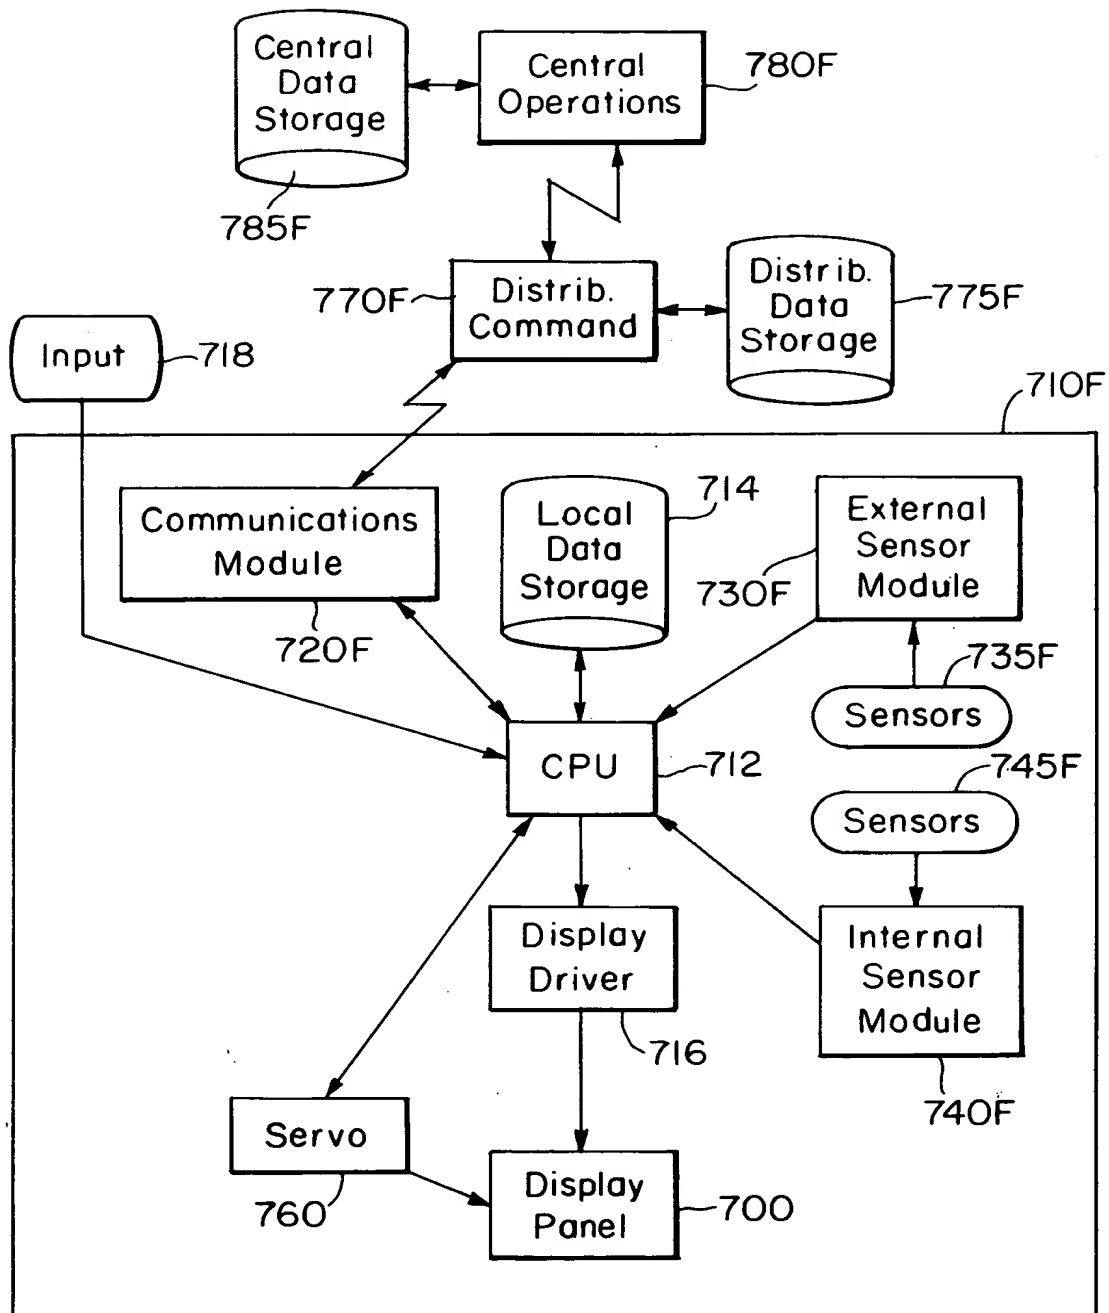 Central
Data
Storage
785F
Central
Operations
780F
770F
Distrib.
Command
Distrib.
Data
Storage
775F
Input
718
710F
Communications
Module
720F
Local
Data
Storage
714
External
Sensor
Module
730F
735F
Sensors
CPU
712
745F
Sensors
Display
Driver
716
Internal
Sensor
Module
740F
Servo
760
Display
Panel
700